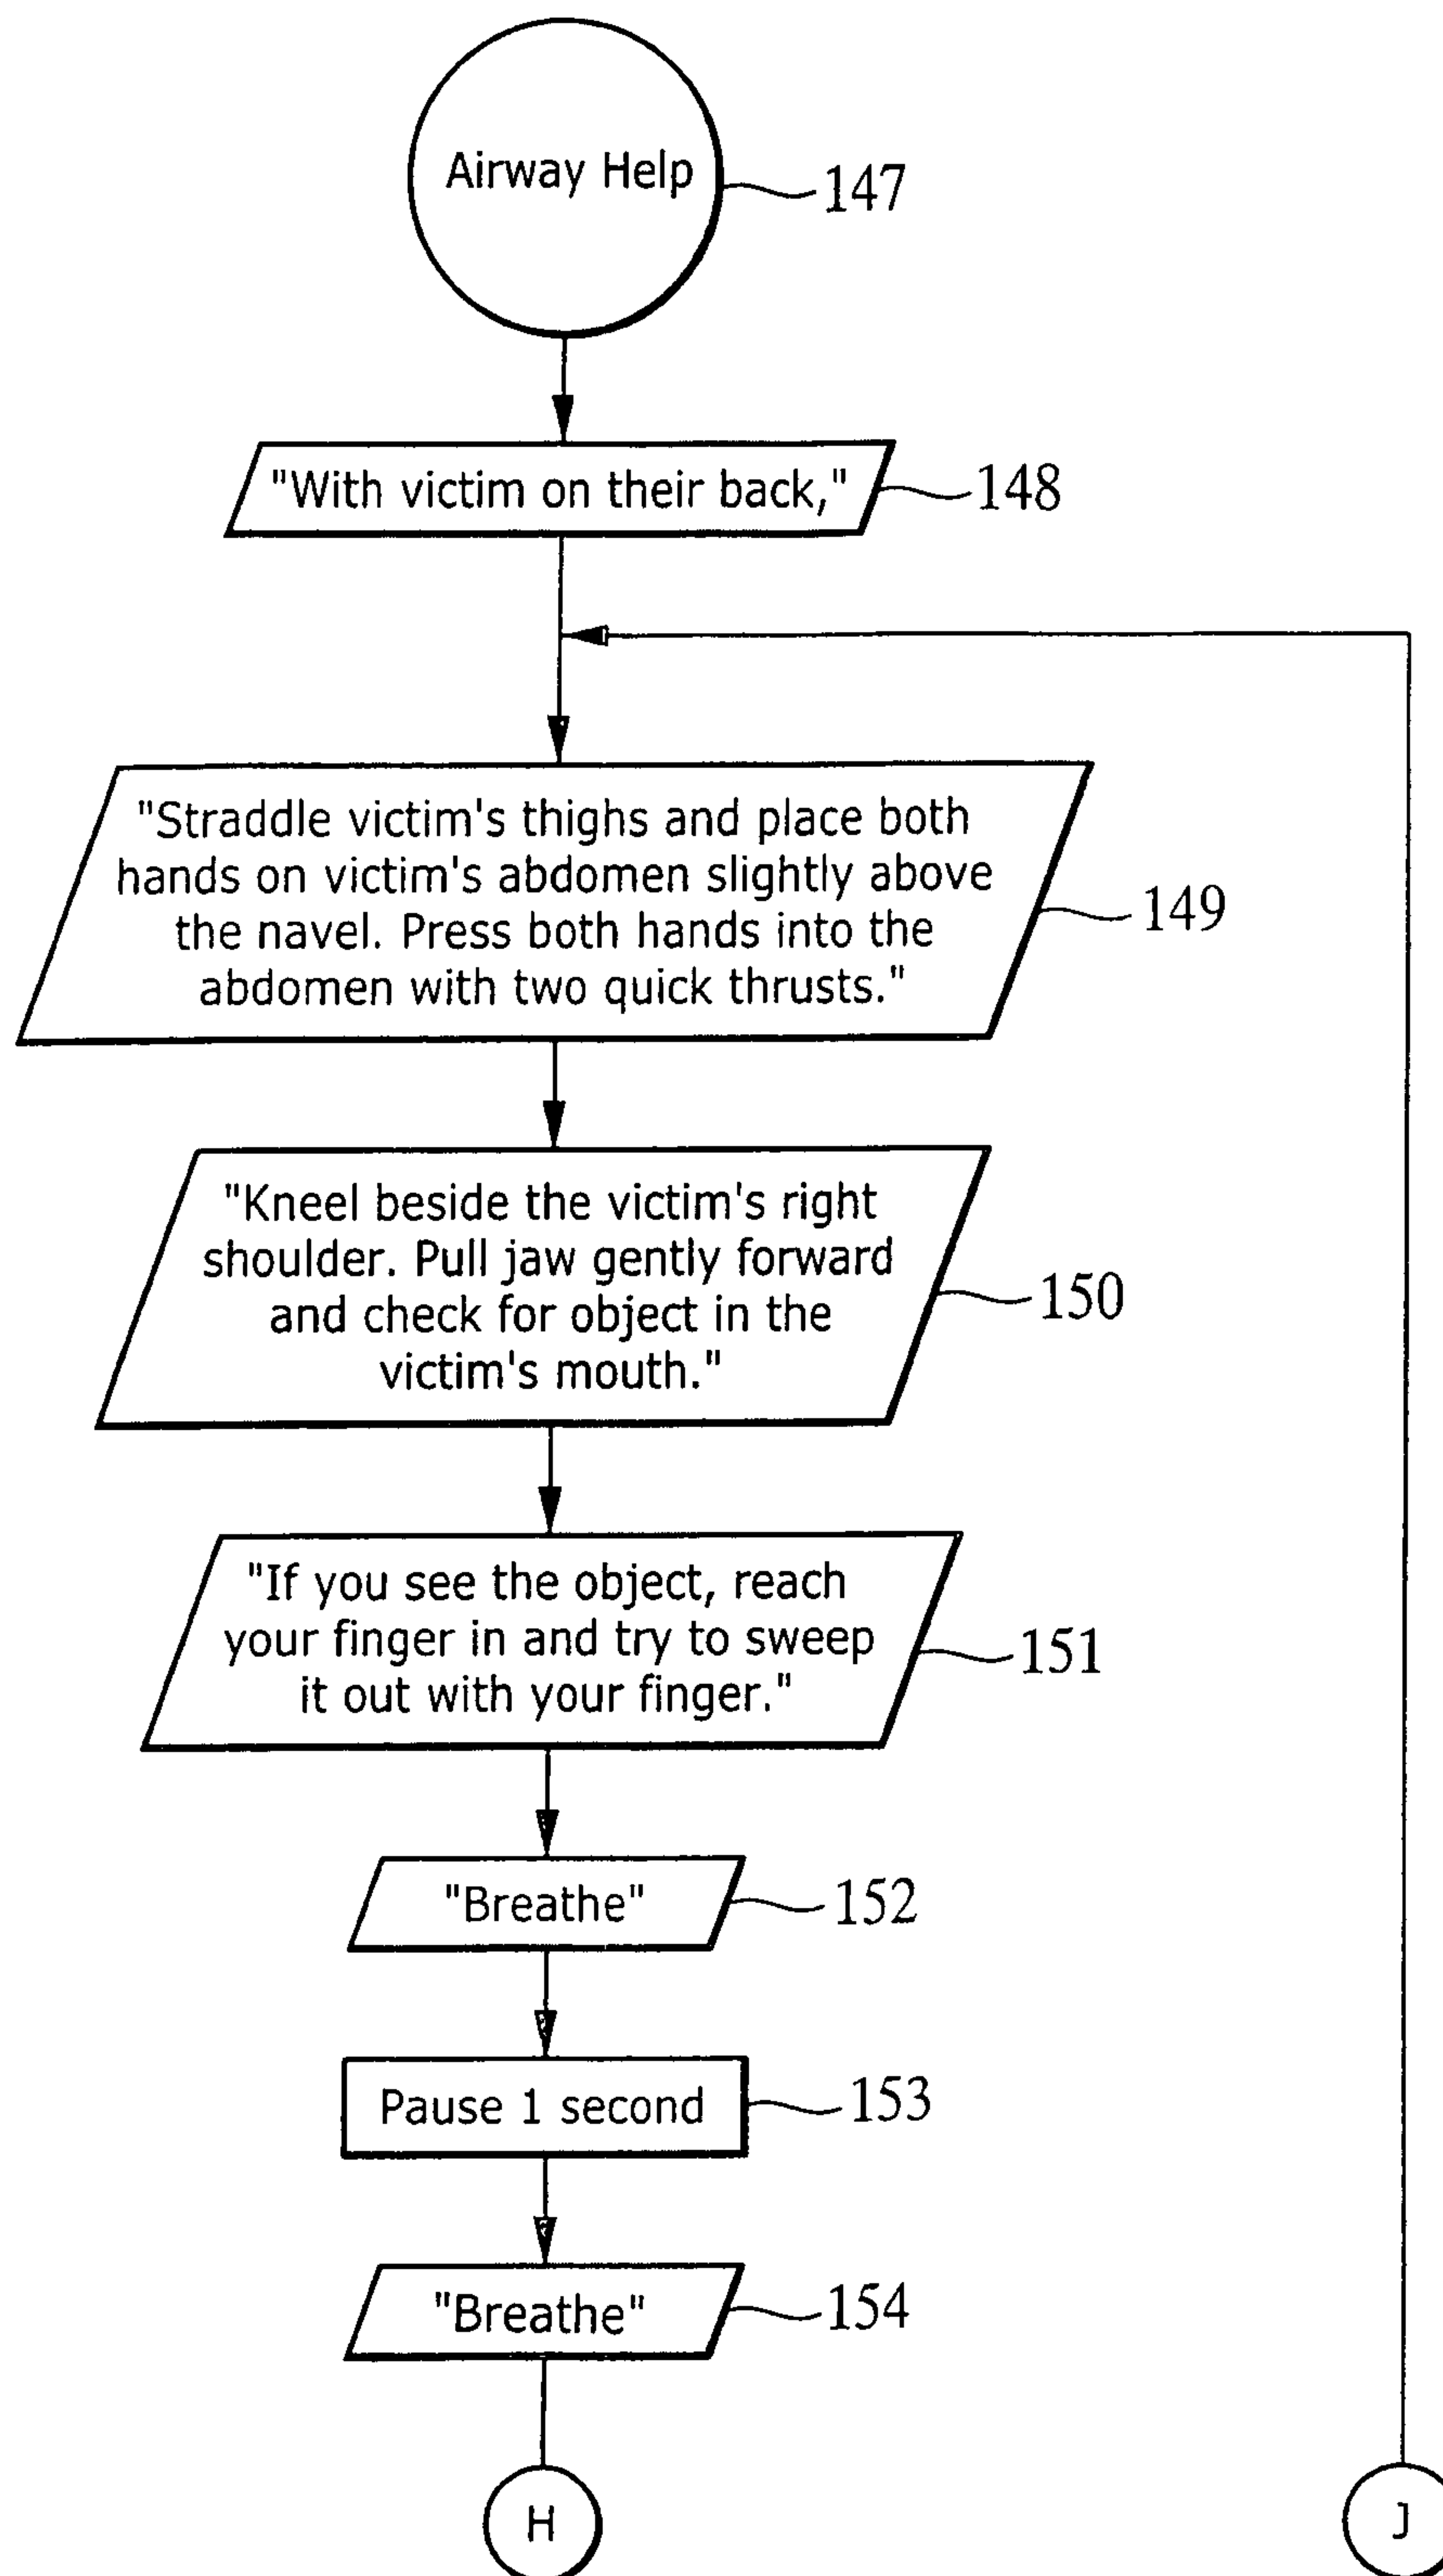 Airway Help
147
"With victim on their back,"
148
"Straddle victim's thighs and place both
hands on victim's abdomen slightly above
the navel. Press both hands into the
abdomen with two quick thrusts."
149
"Kneel beside the victim's right
shoulder. Pull jaw gently forward
and check for object in the
victim's mouth."
150
"If you see the object, reach
your finger in and try to sweep
it out with your finger."
151
"Breathe"
152
Pause 1 second
153
"Breathe"
154
H
J